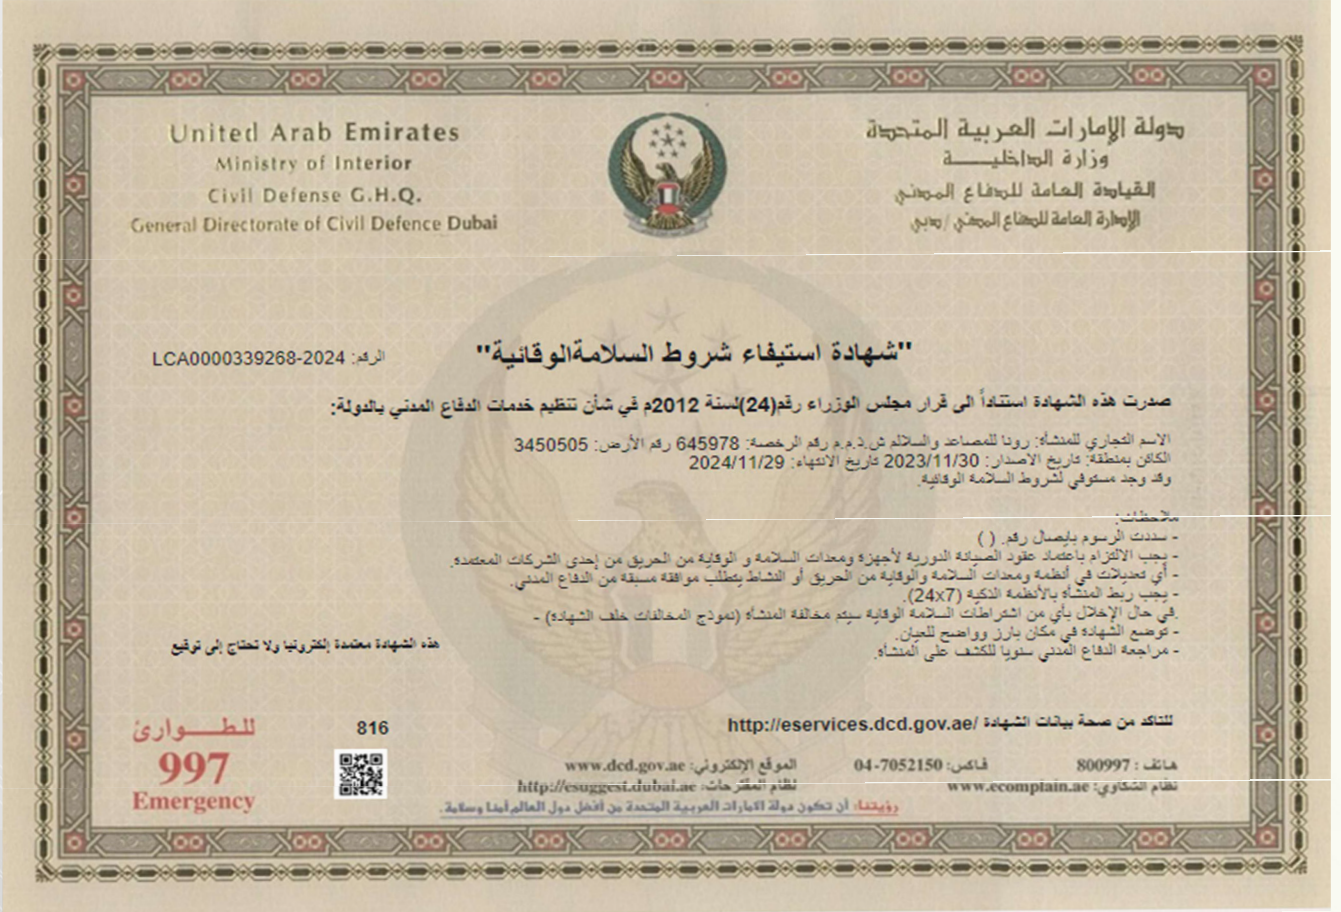 United Arab Emirates
Ministry of Interior
Civil Defense G.H.Q.
General Directorate of Civil Defence Dubai
دولة الإمارات العربية المتحدة
وزارة الداخلية
القيادة العامة للدفاع المدني
الإدارة العامة للدفاع المدني / دبي
"شهادة استيفاء شروط السلامةالوقائية"
الرقم: LCA0000339268-2024
صدرت هذه الشهادة استناداً الى قرار مجلس الوزراء رقم(24)لسنة 2012م في شأن تنظيم خدمات الدفاع المدني بالدولة:
الاسم التجاري للمنشأة: رونا للمصاعد والسلالم ش.ذ.م.م رقم الرخصة: 645978 رقم الأرض: 3450505
الكائن بمنطقة: تاريخ الاصدار: 2023/11/30 تاريخ الانتهاء: 2024/11/29
وقد وجد مستوفي لشروط السلامة الوقائية.
ملاحظات:
- سددت الرسوم بايصال رقم. ( )
- يجب الالتزام باعتماد عقود الصيانة الدورية لأجهزة ومعدات السلامة و الوقاية من الحريق من إحدى الشركات المعتمدة.
- أي تعديلات في أنظمة ومعدات السلامة والوقاية من الحريق أو النشاط يتطلب موافقة مسبقة من الدفاع المدني.
- يجب ربط المنشأة بالأنظمة الذكية (24x7).
.في حال الإخلال بأي من اشتراطات السلامة الوقاية سيتم مخالفة المنشأة (نموذج المخالفات خلف الشهادة) -
- توضع الشهادة في مكان بارز وواضح للعيان.
- مراجعة الدفاع المدني سنويا للكشف على المنشأة.
هذه الشهادة معتمدة إلكترونيا ولا تحتاج إلى توقيع
للتاكد من صحة بيانات الشهادة http://eservices.dcd.gov.ae/
816
للطـــوارئ
997
Emergency
هاتف : 800997 فاكس: 04-7052150 الموقع الإلكتروني: www.dcd.gov.ae
نظام الشكاوي: www.ecomplain.ae نظام المقترحات: http://esuggest.dubai.ae
رؤيتنا: أن تكون دولة الامارات العربية المتحدة من أفضل دول العالم أمنا وسلامة.